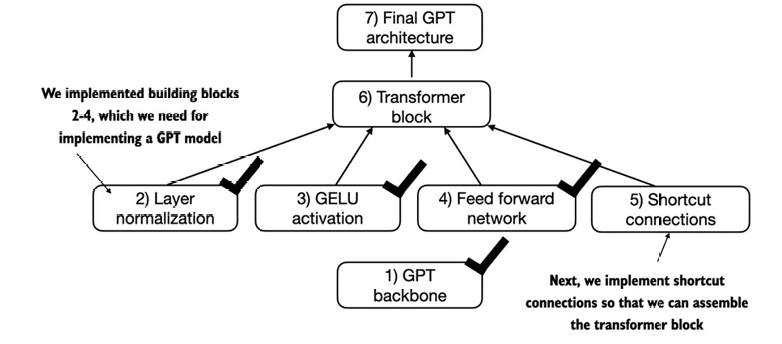 7) Final GPT
architecture
We implemented building blocks
2-4, which we need for
implementing a GPT model
6) Transformer
block
2) Layer
normalization
3) GELU
activation
4) Feed forward
network
5) Shortcut
connections
1) GPT
backbone
Next, we implement shortcut
connections so that we can assemble
the transformer block